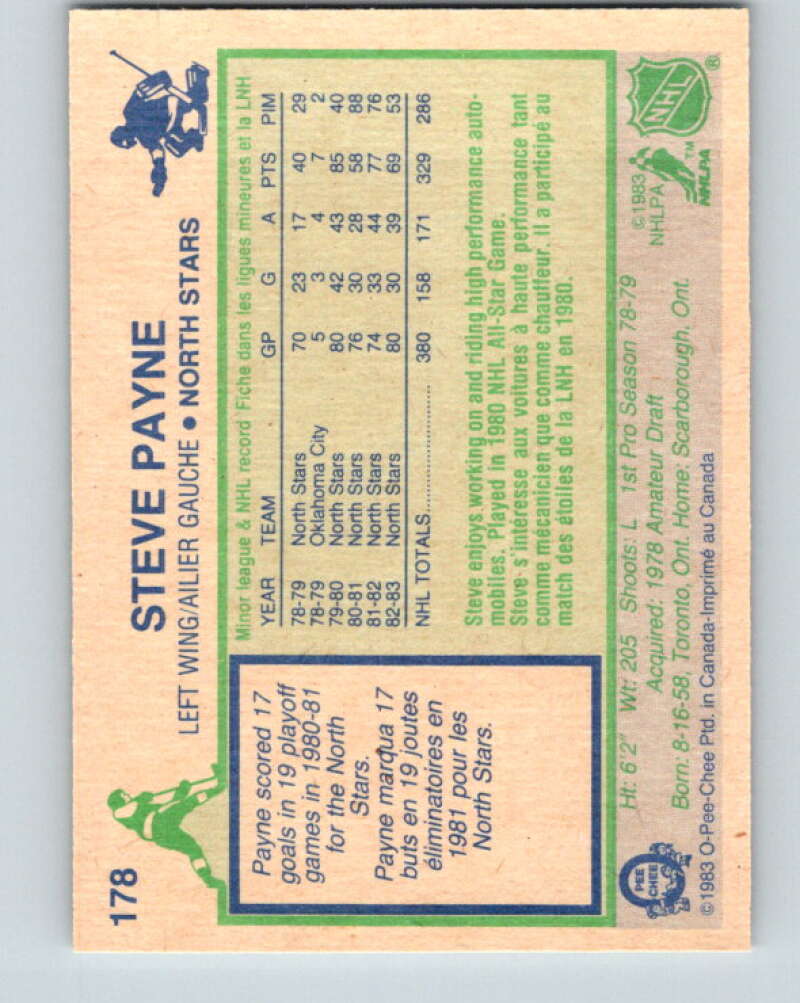 178
STEVE PAYNE
LEFT WING/AILIER GAUCHE • NORTH STARS
Payne scored 17
goals in 19 playoff
games in 1980-81
for the North
Stars.
Payne marqua 17
buts en 19 joutes
éliminatoires en
1981 pour les
North Stars.
Minor league & NHL record Fiche dans les ligues mineures et la LNH
YEAR TEAM GP G A PTS PIM
78-79 North Stars 70 23 17 40 29
78-79 Oklahoma City 5 3 4 7 2
79-80 North Stars 80 42 43 85 40
80-81 North Stars 76 30 28 58 88
81-82 North Stars 74 33 44 77 76
82-83 North Stars 80 30 39 69 53
NHL TOTALS 380 158 171 329 286
Steve enjoys working on and riding high performance auto-
mobiles. Played in 1980 NHL All-Star Game.
Steve s'intéresse aux voitures à haute performance tant
comme mécanicien que comme chauffeur. Il a participé au
match des étoiles de la LNH en 1980.
Ht: 6'2" Wt: 205 Shoots: L 1st Pro Season 78-79
Acquired: 1978 Amateur Draft
Born: 8-16-58, Toronto, Ont. Home: Scarborough, Ont.
©1983
NHLPA
NHLPA ™
NHL ®
PEE
CHEE
©1983 O-Pee-Chee Ptd. in Canada-Imprimé au Canada